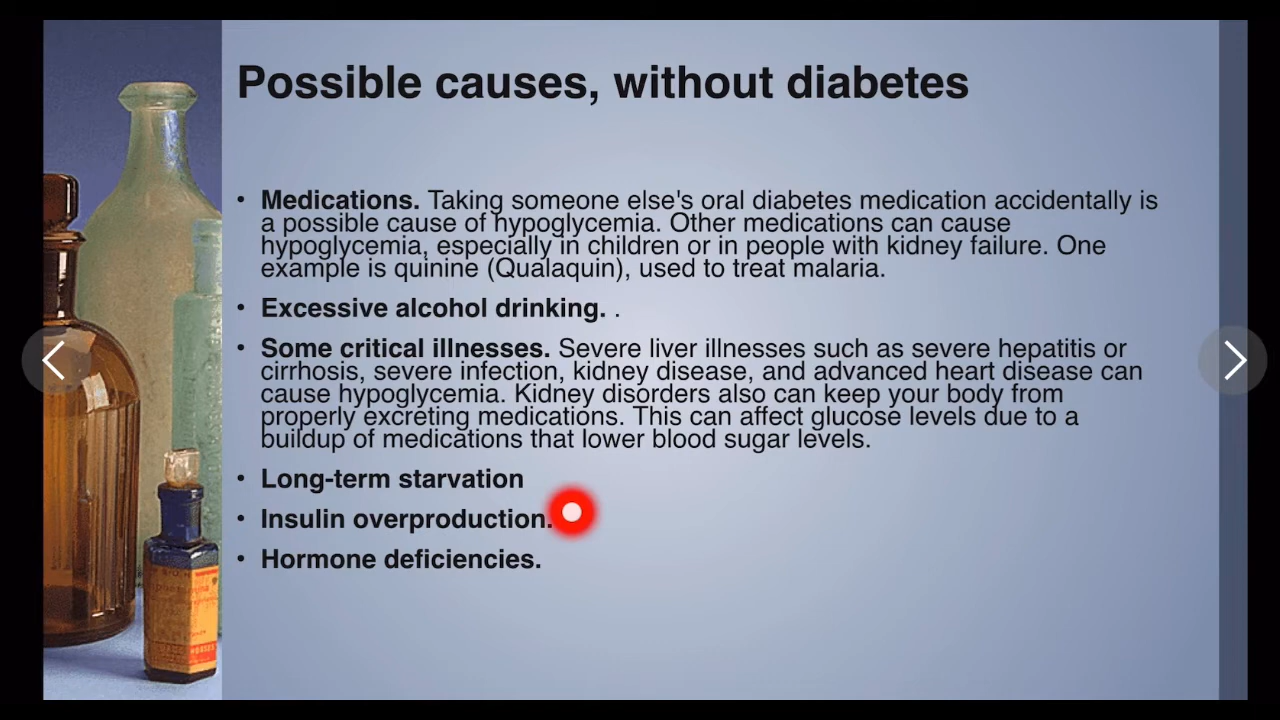 Possible causes, without diabetes
• Medications. Taking someone else's oral diabetes medication accidentally is
a possible cause of hypoglycemia. Other medications can cause
hypoglycemia, especially in children or in people with kidney failure. One
example is quinine (Qualaquin), used to treat malaria.
• Excessive alcohol drinking. .
• Some critical illnesses. Severe liver illnesses such as severe hepatitis or
cirrhosis, severe infection, kidney disease, and advanced heart disease can
cause hypoglycemia. Kidney disorders also can keep your body from
properly excreting medications. This can affect glucose levels due to a
buildup of medications that lower blood sugar levels.
• Long-term starvation
• Insulin overproduction.
• Hormone deficiencies.